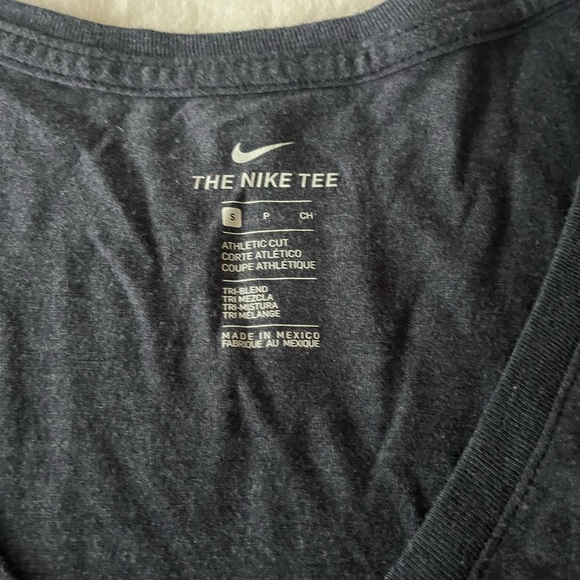 THE NIKE TEE
S P CH
ATHLETIC CUT
CORTE ATLÉTICO
COUPE ATHLÉTIQUE
TRI-BLEND
TRI MEZCLA
TRI-MISTURA
TRI MÉLANGE
MADE IN MEXICO
FABRIQUÉ AU MEXIQUE